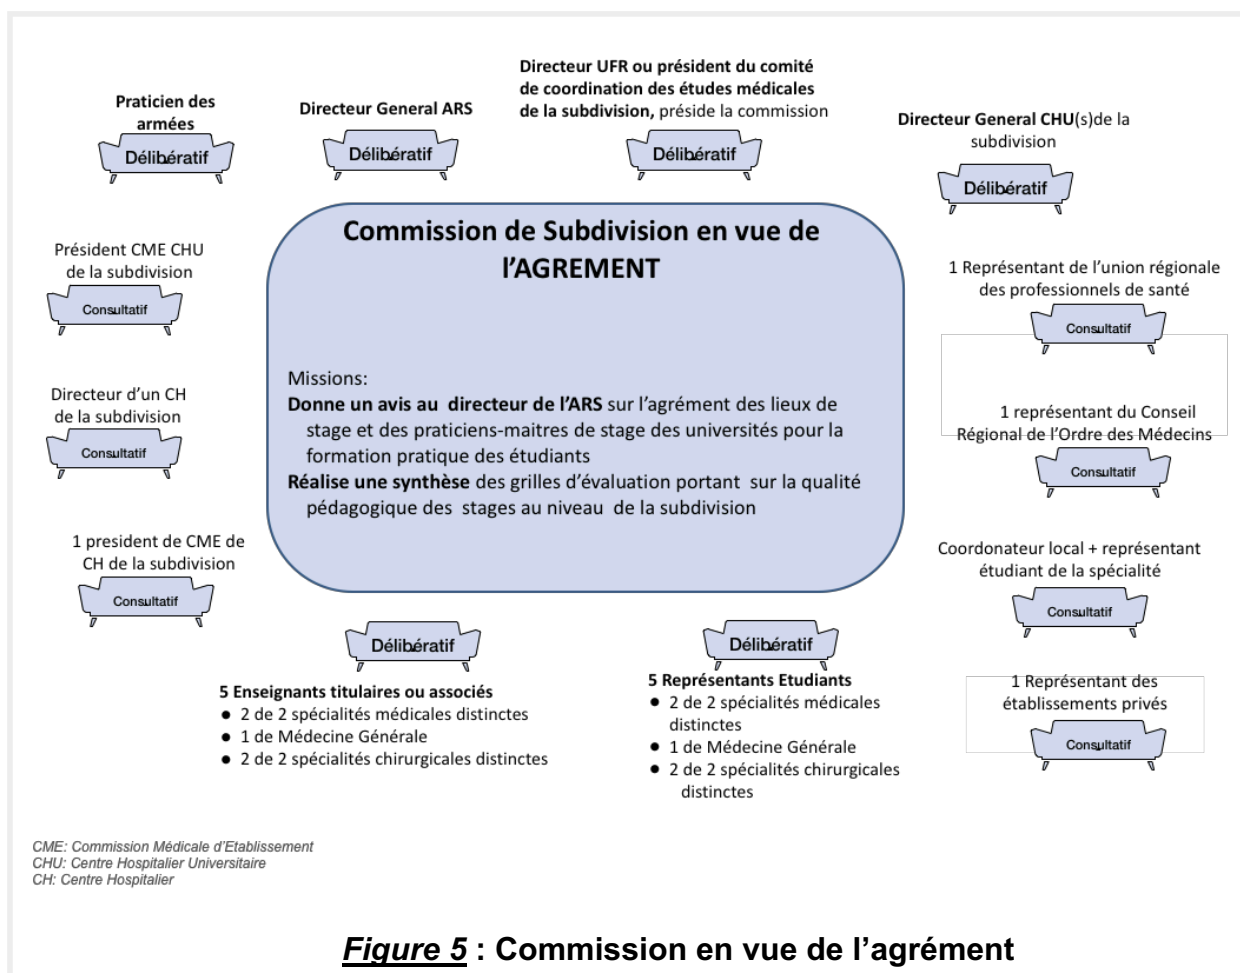 Praticien des
armées
Délibératif
Directeur General ARS
Délibératif
Directeur UFR ou président du comité
de coordination des études médicales
de la subdivision, préside la commission
Délibératif
Directeur General CHU(s)de la
subdivision
Délibératif
Commission de Subdivision en vue de
l'AGREMENT
Missions:
Donne un avis au directeur de l'ARS sur l'agrément des lieux de
stage et des praticiens-maitres de stage des universités pour la
formation pratique des étudiants
Réalise une synthèse des grilles d'évaluation portant sur la qualité
pédagogique des stages au niveau de la subdivision
Président CME CHU
de la subdivision
Consultatif
Directeur d'un CH
de la subdivision
Consultatif
1 president de CME de
CH de la subdivision
Consultatif
1 Représentant de l'union régionale
des professionnels de santé
Consultatif
1 représentant du Conseil
Régional de l'Ordre des Médecins
Consultatif
Coordonateur local + représentant
étudiant de la spécialité
Consultatif
1 Représentant des
établissements privés
Consultatif
Délibératif
5 Enseignants titulaires ou associés
● 2 de 2 spécialités médicales distinctes
● 1 de Médecine Générale
● 2 de 2 spécialités chirurgicales distinctes
Délibératif
5 Représentants Etudiants
● 2 de 2 spécialités médicales
distinctes
● 1 de Médecine Générale
● 2 de 2 spécialités chirurgicales
distinctes
CME: Commission Médicale d'Etablissement
CHU: Centre Hospitalier Universitaire
CH: Centre Hospitalier
Figure 5 : Commission en vue de l'agrément